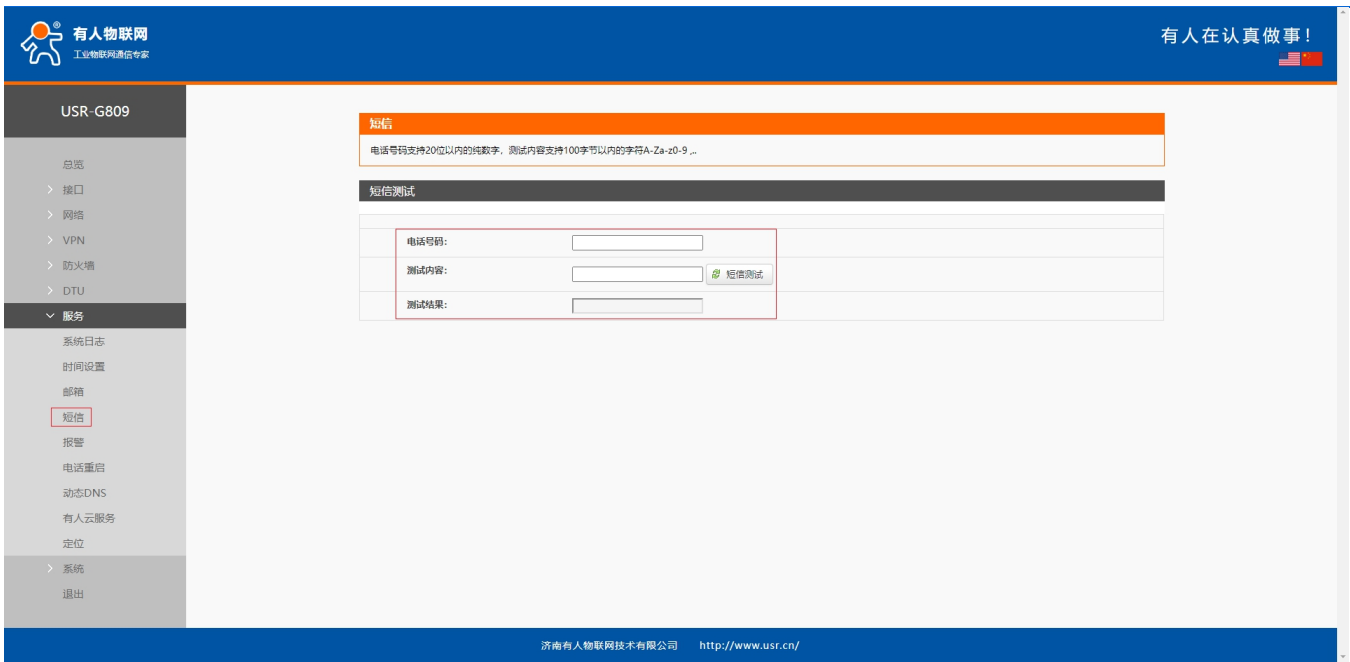 有人物联网
工业物联网通信专家
有人在认真做事！
USR-G809
总览
接口
网络
VPN
防火墙
DTU
服务
系统日志
时间设置
邮箱
短信
报警
电话重启
动态DNS
有人云服务
定位
系统
退出
短信
电话号码支持20位以内的纯数字，测试内容支持100字节以内的字符A-Za-z0-9 ,..
短信测试
电话号码:
测试内容: 短信测试
测试结果:
济南有人物联网技术有限公司 http://www.usr.cn/